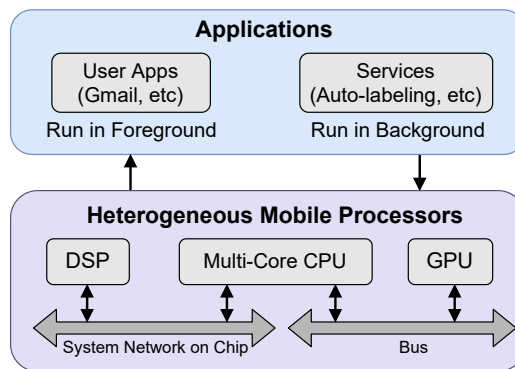 Applications
User Apps
(Gmail, etc)
Services
(Auto-labeling, etc)
Run in Foreground
Run in Background
Heterogeneous Mobile Processors
DSP
Multi-Core CPU
GPU
System Network on Chip
Bus